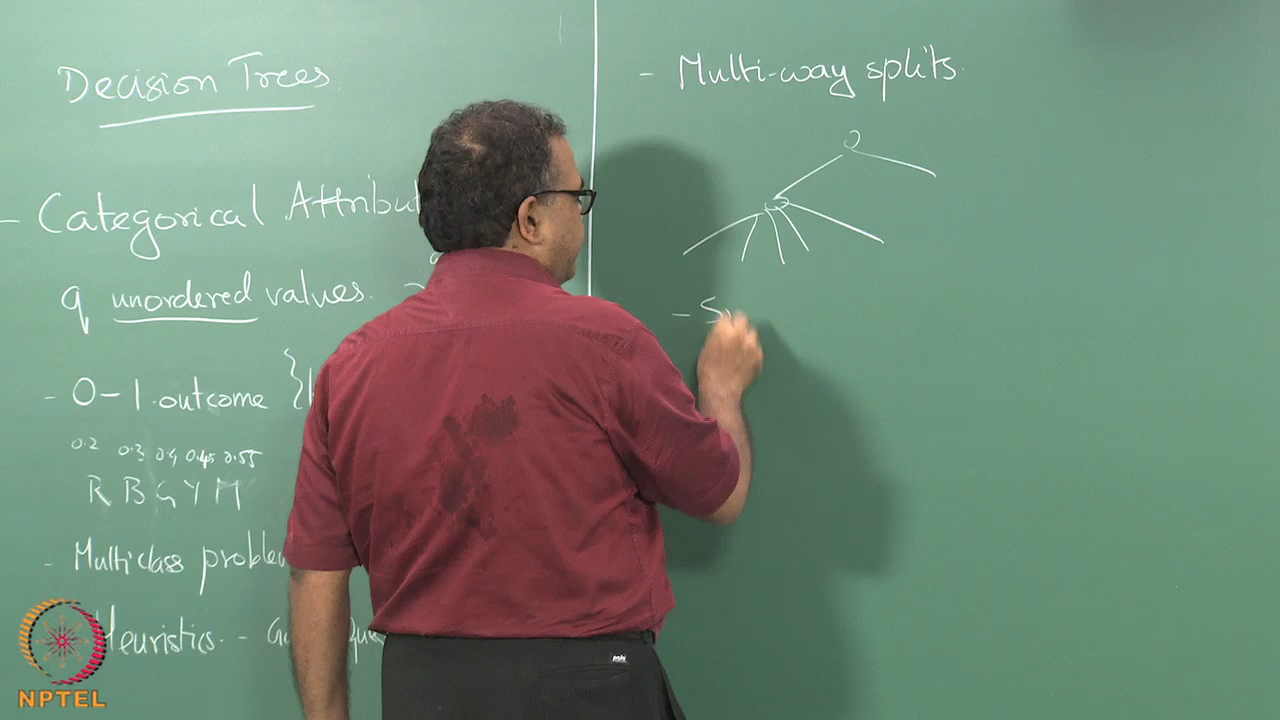 Decision Trees
- Categorical Attribut
q unordered values.
- 0-1 outcome {
0.2 0.3 0.4 0.45 0.55
R B G Y M
- Multiclass proble
Heuristics. -
- Multi-way splits
- S
NPTEL